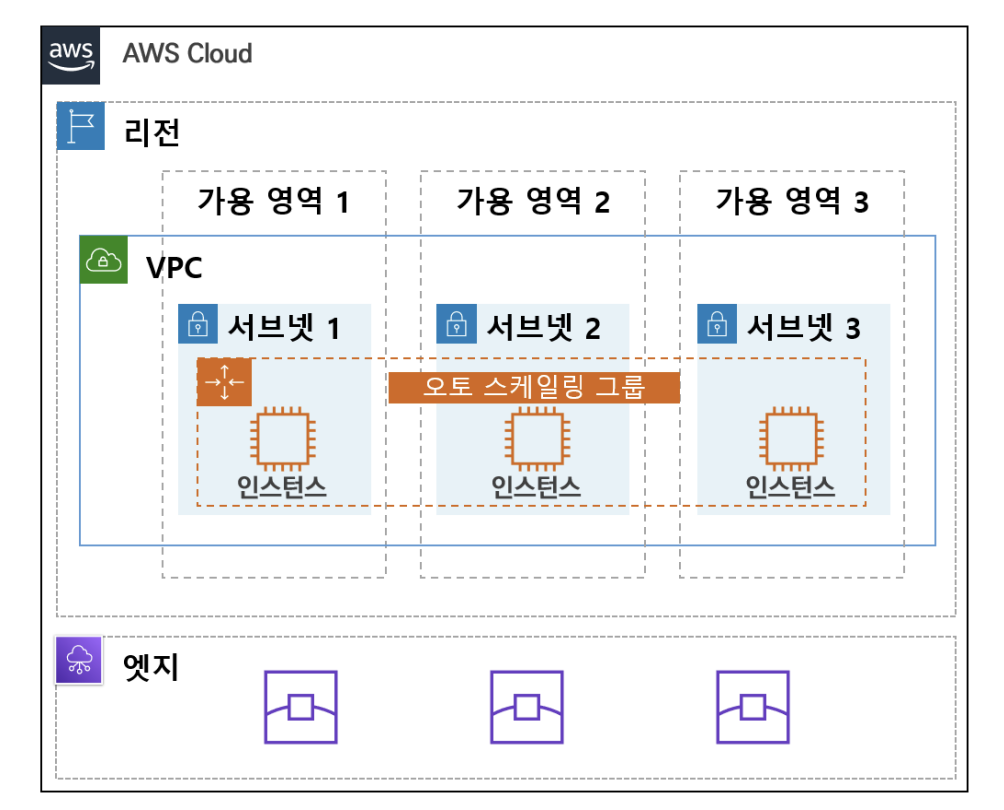 aws AWS Cloud
리전
가용 영역 1 가용 영역 2 가용 영역 3
VPC
서브넷 1 서브넷 2 서브넷 3
오토 스케일링 그룹
인스턴스 인스턴스 인스턴스
엣지